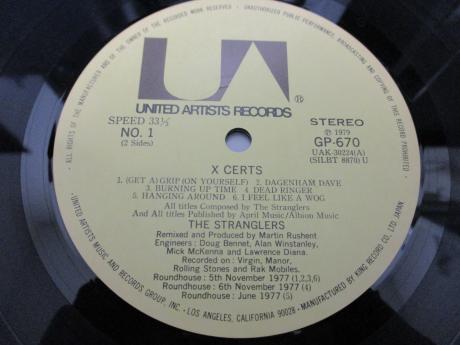 UNAUTHORIZED PUBLIC PERFORMANCE, BROADCASTING AND COPYING OF THIS RECORD PROHIBITED.
ALL RIGHTS OF THE MANUFACTURER AND OF THE OWNER OF THE RECORDED WORK RESERVED.
UA
®
UNITED ARTISTS RECORDS
SPEED 33 1/3
NO. 1
(2 Sides)
STEREO
℗ 1979
GP-670
UAK-30224(A)
(SILBT 8870) U
X CERTS
1. (GET A) GRIP (ON YOURSELF) 2. DAGENHAM DAVE
3. BURNING UP TIME 4. DEAD RINGER
5. HANGING AROUND 6. I FEEL LIKE A WOG
All titles Composed by The Stranglers
And All titles Published by April Music/Albion Music
THE STRANGLERS
Remixed and Produced by Martin Rushent
Engineers : Doug Bennet, Alan Winstanley,
Mick McKenna and Lawrence Diana.
Recorded on : Virgin, Manor,
Rolling Stones and Rak Mobiles.
Roundhouse : 5th November 1977 (1,2,3,6)
Roundhouse : 6th November 1977 (4)
Roundhouse : June 1977 (5)
UNITED ARTISTS MUSIC AND RECORDS GROUP, INC. • LOS ANGELES, CALIFORNIA 90028 • MANUFACTURED BY KING RECORD CO. LTD. JAPAN